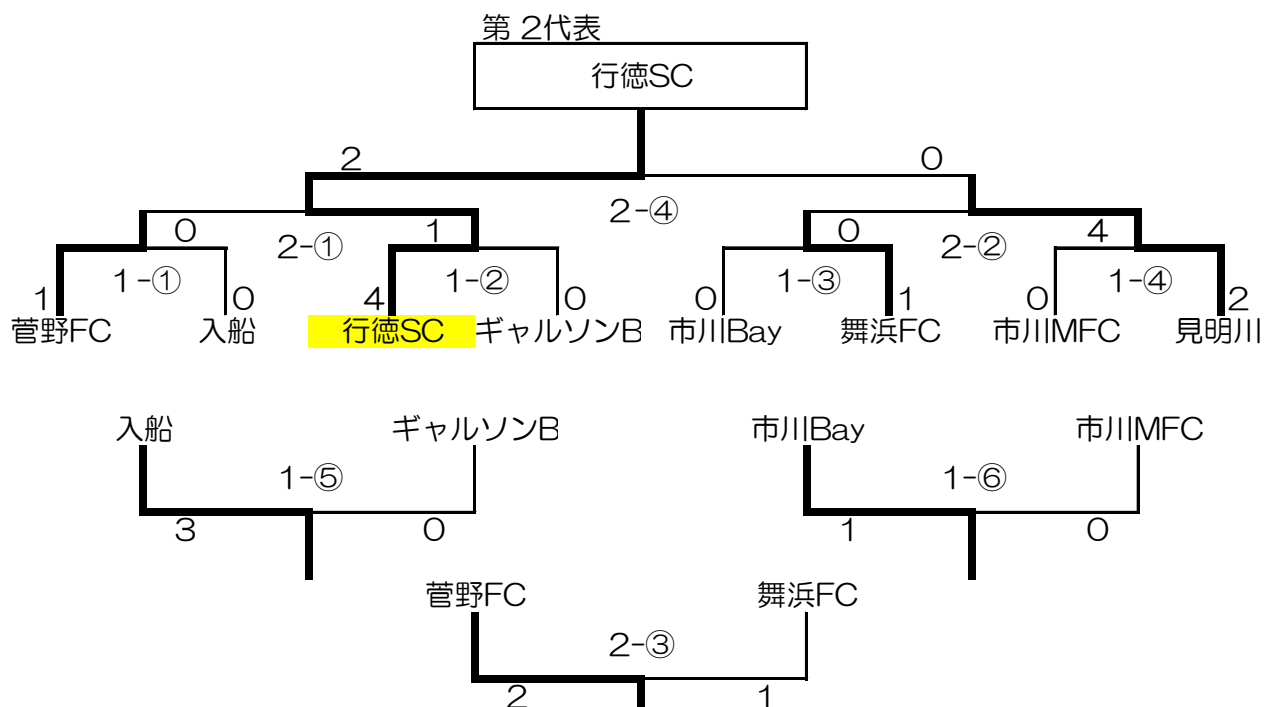 第 2代表
行徳SC
2 0
2-④
0 2-① 1 0 2-② 4
1-① 1-② 1-③ 1-④
1 0 4 0 0 1 0 2
菅野FC 入船 行徳SC ギャルソンB 市川Bay 舞浜FC 市川MFC 見明川
入船 ギャルソンB 市川Bay 市川MFC
1-⑤ 1-⑥
3 0 1 0
菅野FC 舞浜FC
2-③
2 1